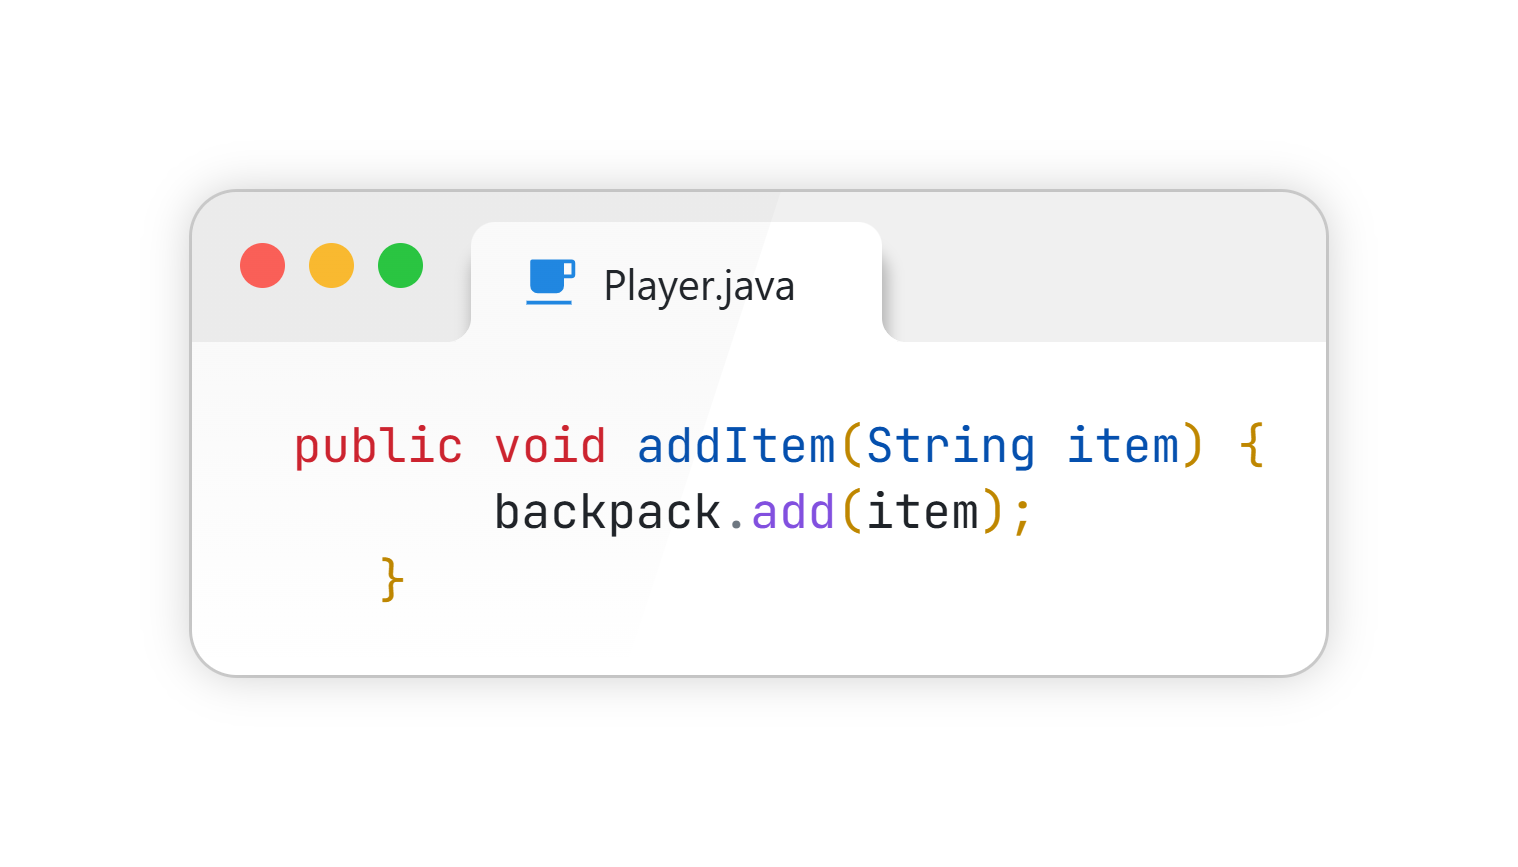 Player.java
public void addItem(String item) {
backpack.add(item);
}